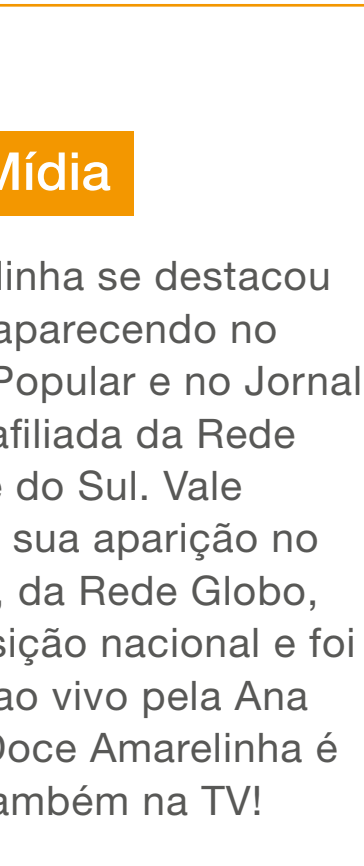 Mídia
linha se destacou
aparecendo no
Popular e no Jornal
afiliada da Rede
do Sul. Vale
sua aparição no
, da Rede Globo,
sição nacional e foi
ao vivo pela Ana
Doce Amarelinha é
também na TV!